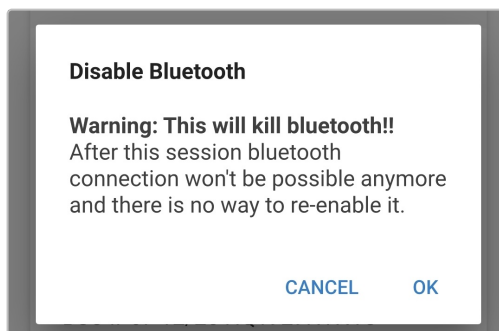 Disable Bluetooth
Warning: This will kill bluetooth!!
After this session bluetooth
connection won't be possible anymore
and there is no way to re-enable it.
CANCEL OK